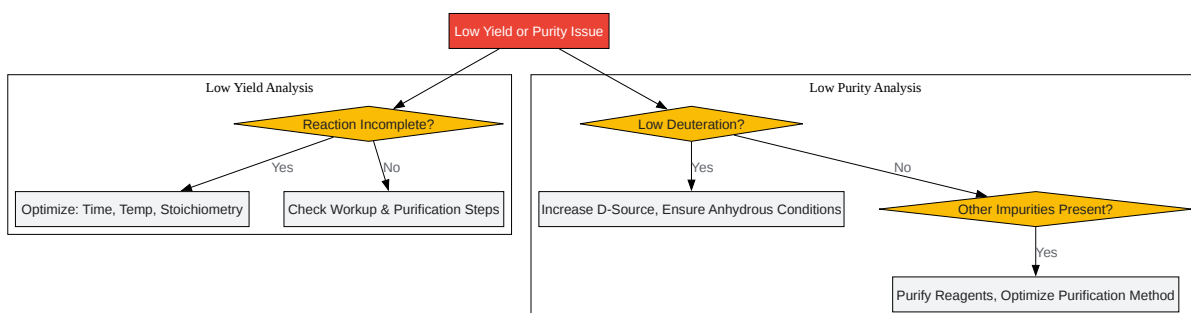 Low Yield or Purity Issue
Low Yield Analysis
Reaction Incomplete?
Yes
No
Optimize: Time, Temp, Stoichiometry
Check Workup & Purification Steps
Low Purity Analysis
Low Deuteration?
Yes
No
Increase D-Source, Ensure Anhydrous Conditions
Other Impurities Present?
Yes
Purify Reagents, Optimize Purification Method